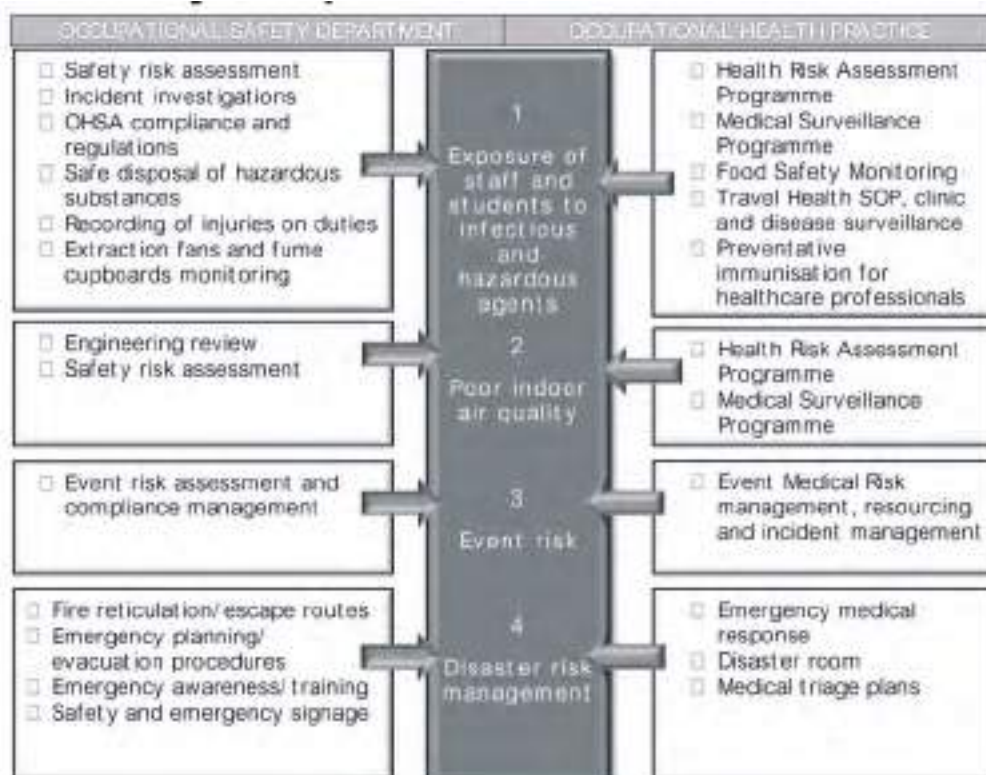 OCCUPATIONAL SAFETY DEPARTMENT
OCCUPATIONAL HEALTH PRACTICE
Safety risk assessment
Incident investigations
OHSA compliance and
regulations
Safe disposal of hazardous
substances
Recording of injuries on duties
Extraction fans and fume
cupboards monitoring
1
Exposure of
staff and
students to
infectious
and
hazardous
agents
Health Risk Assessment
Programme
Medical Surveillance
Programme
Food Safety Monitoring
Travel Health SOP, clinic
and disease surveillance
Preventative
immunisation for
healthcare professionals
Engineering review
Safety risk assessment
2
Poor indoor
air quality
Health Risk Assessment
Programme
Medical Surveillance
Programme
Event risk assessment and
compliance management
3
Event risk
Event Medical Risk
management, resourcing
and incident management
Fire reticulation/escape routes
Emergency planning/
evacuation procedures
Emergency awareness/training
Safety and emergency signage
4
Disaster risk
management
Emergency medical
response
Disaster room
Medical triage plans